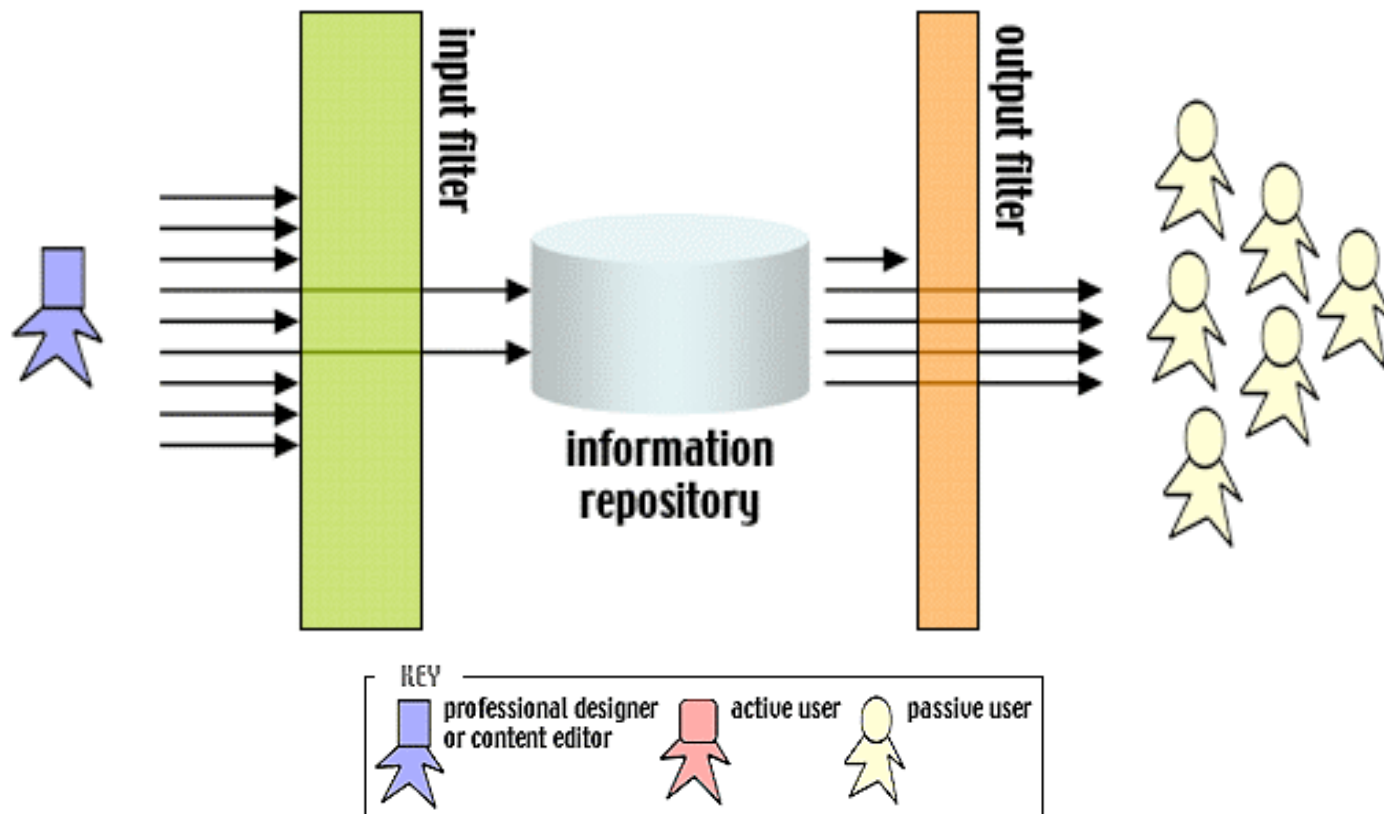 input filter
output filter
information
repository
KEY
professional designer
or content editor
active user
passive user